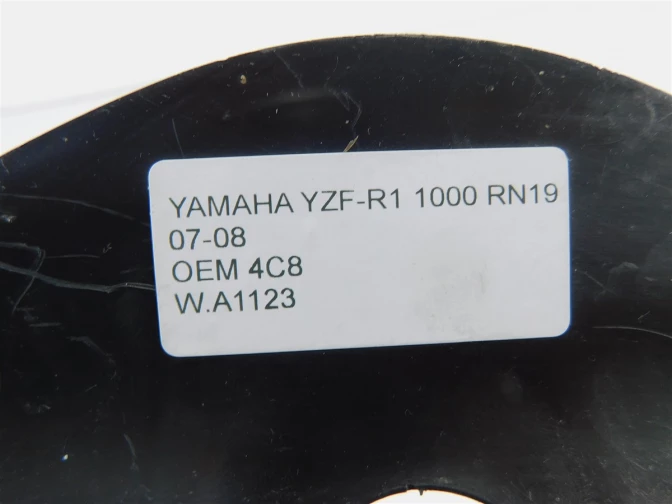 YAMAHA YZF-R1 1000 RN19
07-08
OEM 4C8
W.A1123